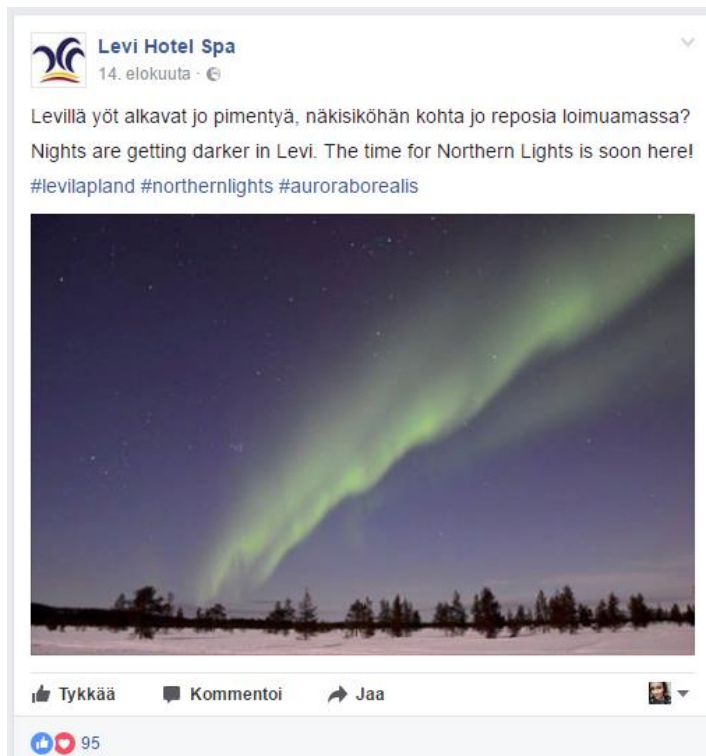 Levi Hotel Spa
14. elokuuta ·
Levillä yöt alkavat jo pimentyä, näkisiköhän kohta jo reposia loimuamassa?
Nights are getting darker in Levi. The time for Northern Lights is soon here!
#levilapland #northernlights #auroraborealis
Tykkää Kommentoi Jaa
95